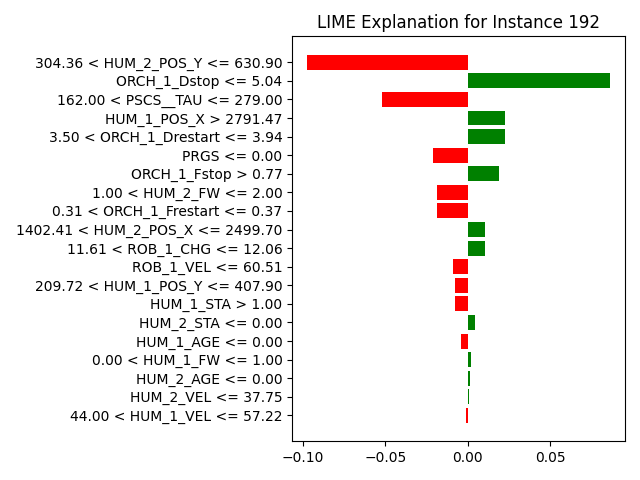 LIME Explanation for Instance 192
304.36 < HUM_2_POS_Y <= 630.90
ORCH_1_Dstop <= 5.04
162.00 < PSCS__TAU <= 279.00
HUM_1_POS_X > 2791.47
3.50 < ORCH_1_Drestart <= 3.94
PRGS <= 0.00
ORCH_1_Fstop > 0.77
1.00 < HUM_2_FW <= 2.00
0.31 < ORCH_1_Frestart <= 0.37
1402.41 < HUM_2_POS_X <= 2499.70
11.61 < ROB_1_CHG <= 12.06
ROB_1_VEL <= 60.51
209.72 < HUM_1_POS_Y <= 407.90
HUM_1_STA > 1.00
HUM_2_STA <= 0.00
HUM_1_AGE <= 0.00
0.00 < HUM_1_FW <= 1.00
HUM_2_AGE <= 0.00
HUM_2_VEL <= 37.75
44.00 < HUM_1_VEL <= 57.22
−0.10 −0.05 0.00 0.05